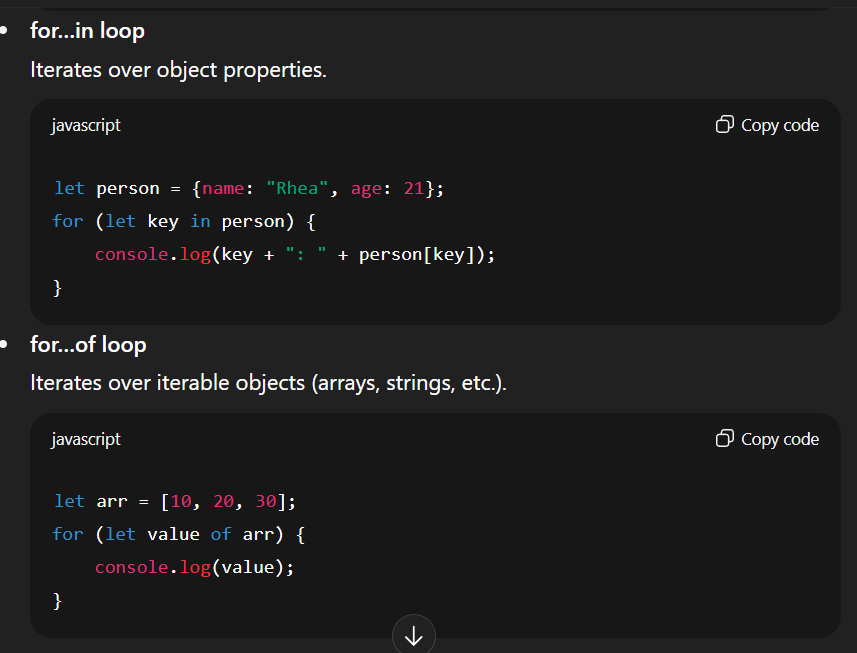 for...in loop
Iterates over object properties.
javascript
Copy code
let person = {name: "Rhea", age: 21};
for (let key in person) {
    console.log(key + ": " + person[key]);
}
for...of loop
Iterates over iterable objects (arrays, strings, etc.).
javascript
Copy code
let arr = [10, 20, 30];
for (let value of arr) {
    console.log(value);
}